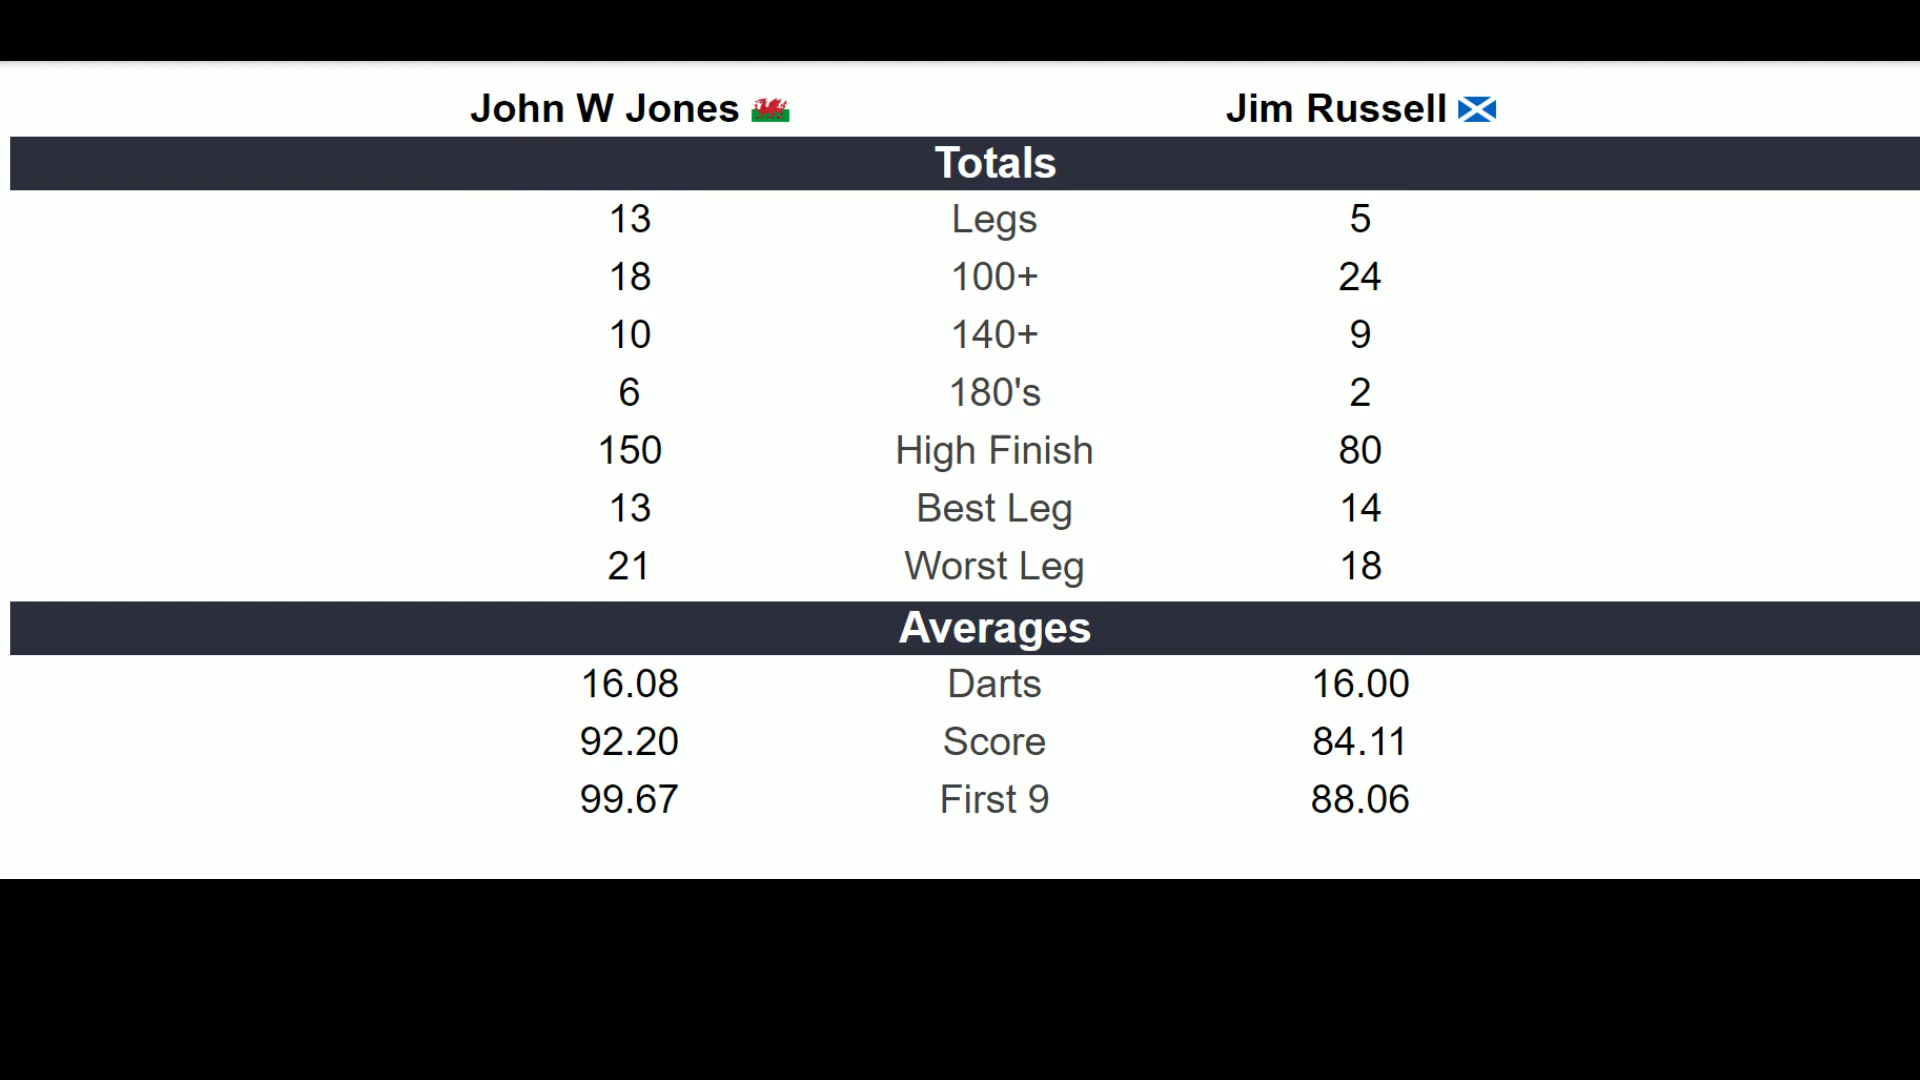 John W Jones Jim Russell
Totals
13 Legs 5
18 100+ 24
10 140+ 9
6 180's 2
150 High Finish 80
13 Best Leg 14
21 Worst Leg 18
Averages
16.08 Darts 16.00
92.20 Score 84.11
99.67 First 9 88.06